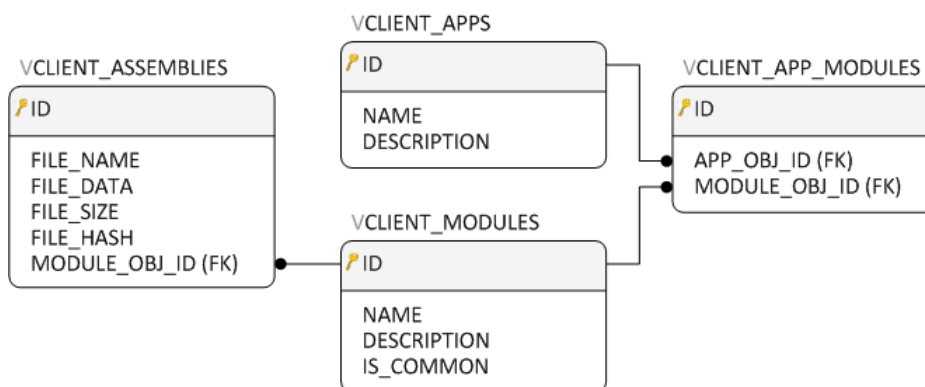 VCLIENT_ASSEMBLIES
ID
FILE_NAME
FILE_DATA
FILE_SIZE
FILE_HASH
MODULE_OBJ_ID (FK)
VCLIENT_APPS
ID
NAME
DESCRIPTION
VCLIENT_MODULES
ID
NAME
DESCRIPTION
IS_COMMON
VCLIENT_APP_MODULES
ID
APP_OBJ_ID (FK)
MODULE_OBJ_ID (FK)